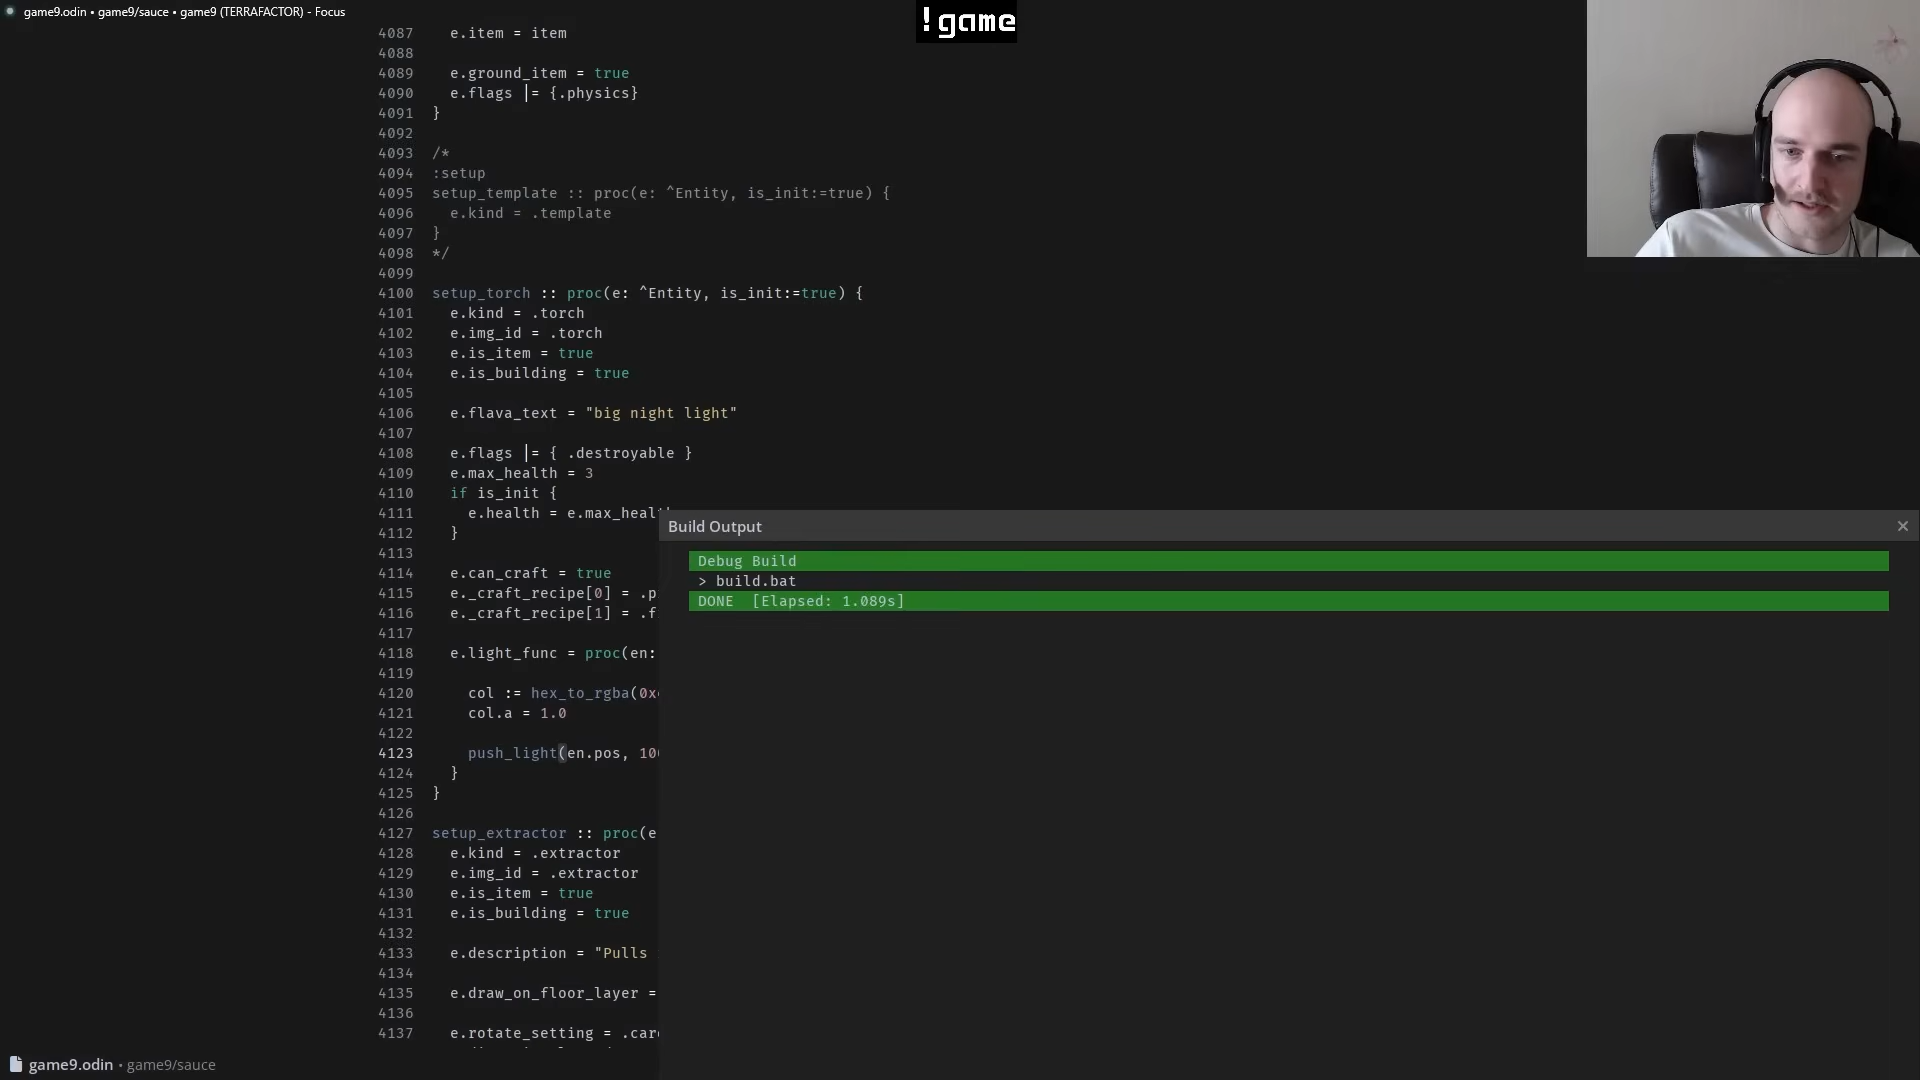 game9.odin • game9/sauce • game9 (TERRAFACTOR) - Focus
!game
4087 e.item = item
4088
4089 e.ground_item = true
4090 e.flags |= {.physics}
4091 }
4092
4093 /*
4094 :setup
4095 setup_template :: proc(e: ^Entity, is_init:=true) {
4096 e.kind = .template
4097 }
4098 */
4099
4100 setup_torch :: proc(e: ^Entity, is_init:=true) {
4101 e.kind = .torch
4102 e.img_id = .torch
4103 e.is_item = true
4104 e.is_building = true
4105
4106 e.flava_text = "big night light"
4107
4108 e.flags |= { .destroyable }
4109 e.max_health = 3
4110 if is_init {
4111 e.health = e.max_healt
4112 }
4113
4114 e.can_craft = true
4115 e._craft_recipe[0] = .p
4116 e._craft_recipe[1] = .f
4117
4118 e.light_func = proc(en:
4119
4120 col := hex_to_rgba(0x
4121 col.a = 1.0
4122
4123 push_light(en.pos, 10
4124 }
4125 }
4126
4127 setup_extractor :: proc(e
4128 e.kind = .extractor
4129 e.img_id = .extractor
4130 e.is_item = true
4131 e.is_building = true
4132
4133 e.description = "Pulls
4134
4135 e.draw_on_floor_layer =
4136
4137 e.rotate_setting = .car
Build Output
Debug Build
> build.bat
DONE [Elapsed: 1.089s]
game9.odin • game9/sauce